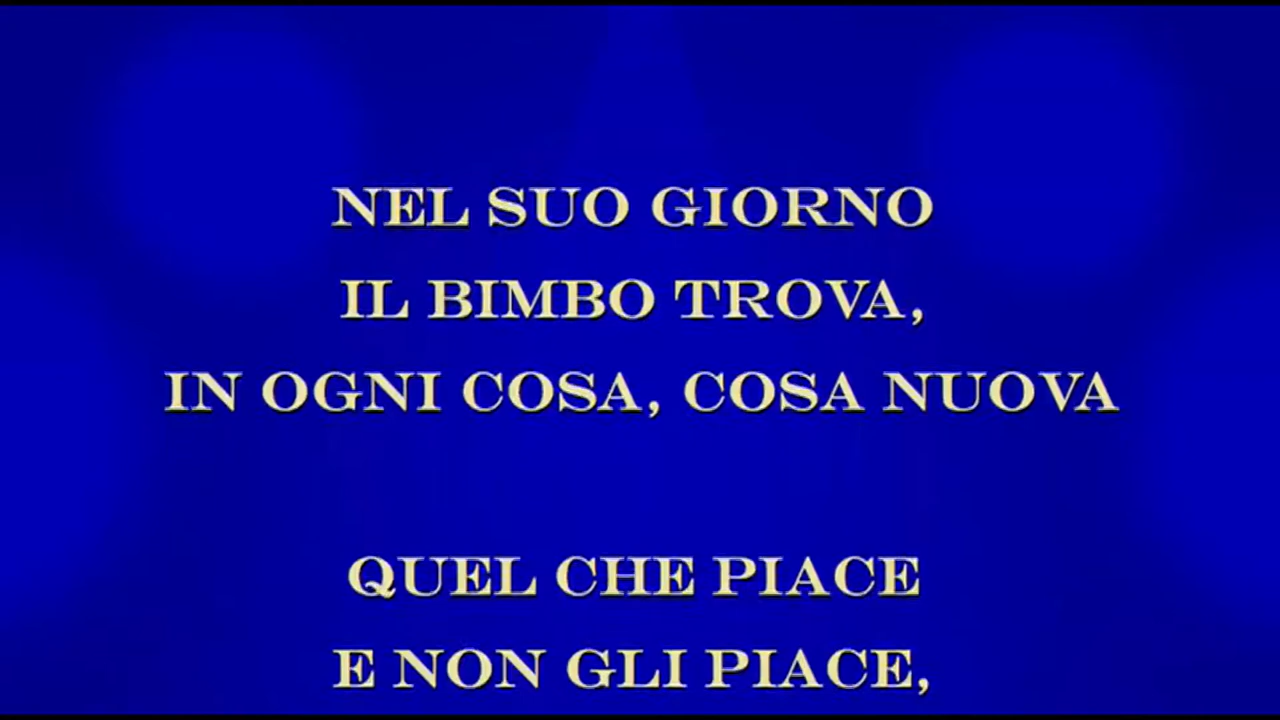 NEL SUO GIORNO
IL BIMBO TROVA,
IN OGNI COSA, COSA NUOVA
QUEL CHE PIACE
E NON GLI PIACE,